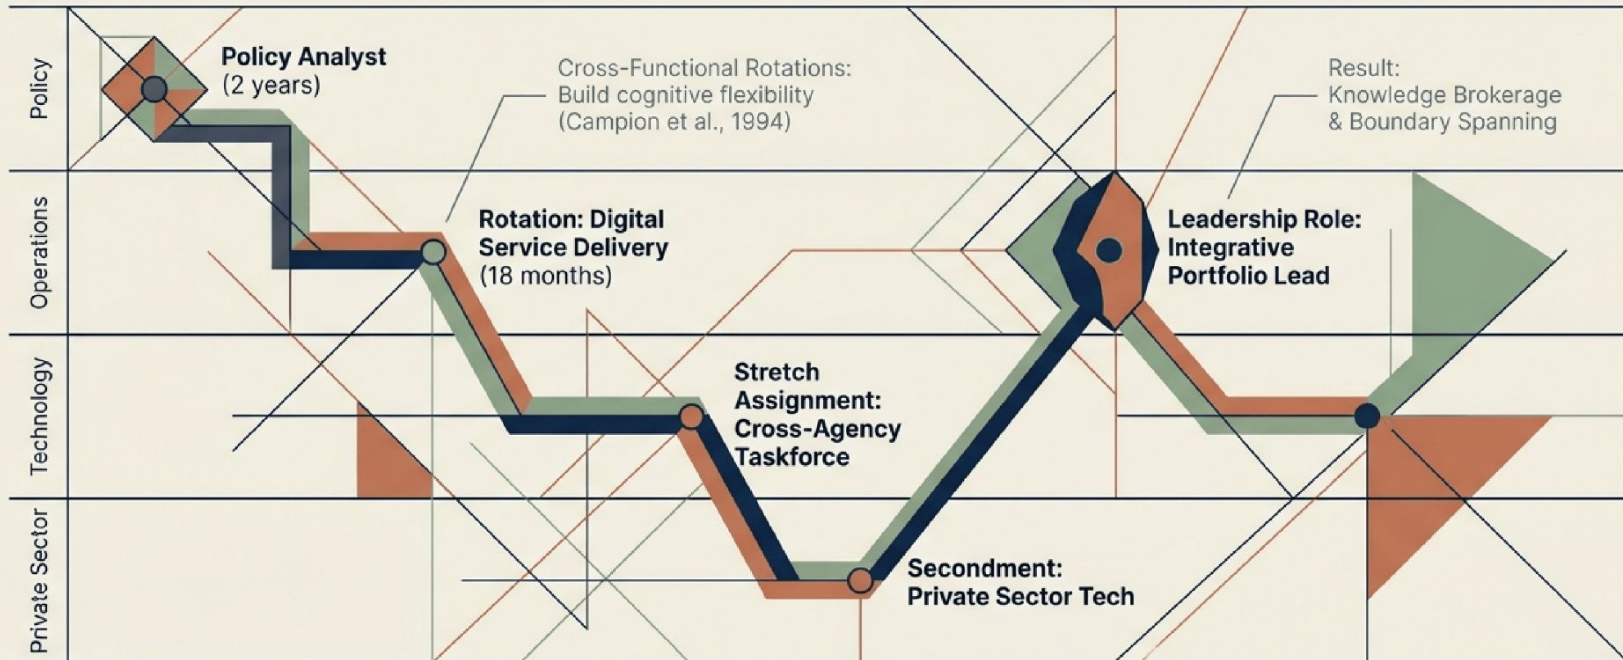 Policy
Operations
Technology
Private Sector
Policy Analyst
(2 years)
Cross-Functional Rotations:
Build cognitive flexibility
(Campion et al., 1994)
Result:
Knowledge Brokerage
& Boundary Spanning
Rotation: Digital
Service Delivery
(18 months)
Leadership Role:
Integrative
Portfolio Lead
Stretch
Assignment:
Cross-Agency
Taskforce
Secondment:
Private Sector Tech